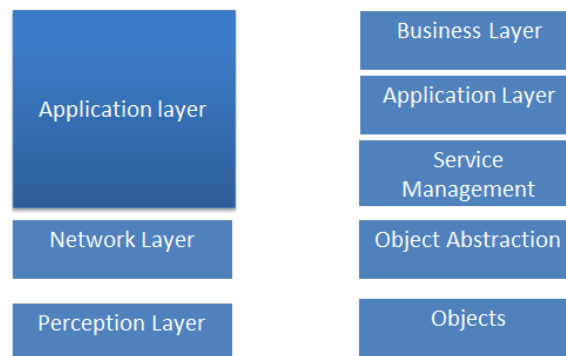 Application layer
Network Layer
Perception Layer
Business Layer
Application Layer
Service
Management
Object Abstraction
Objects